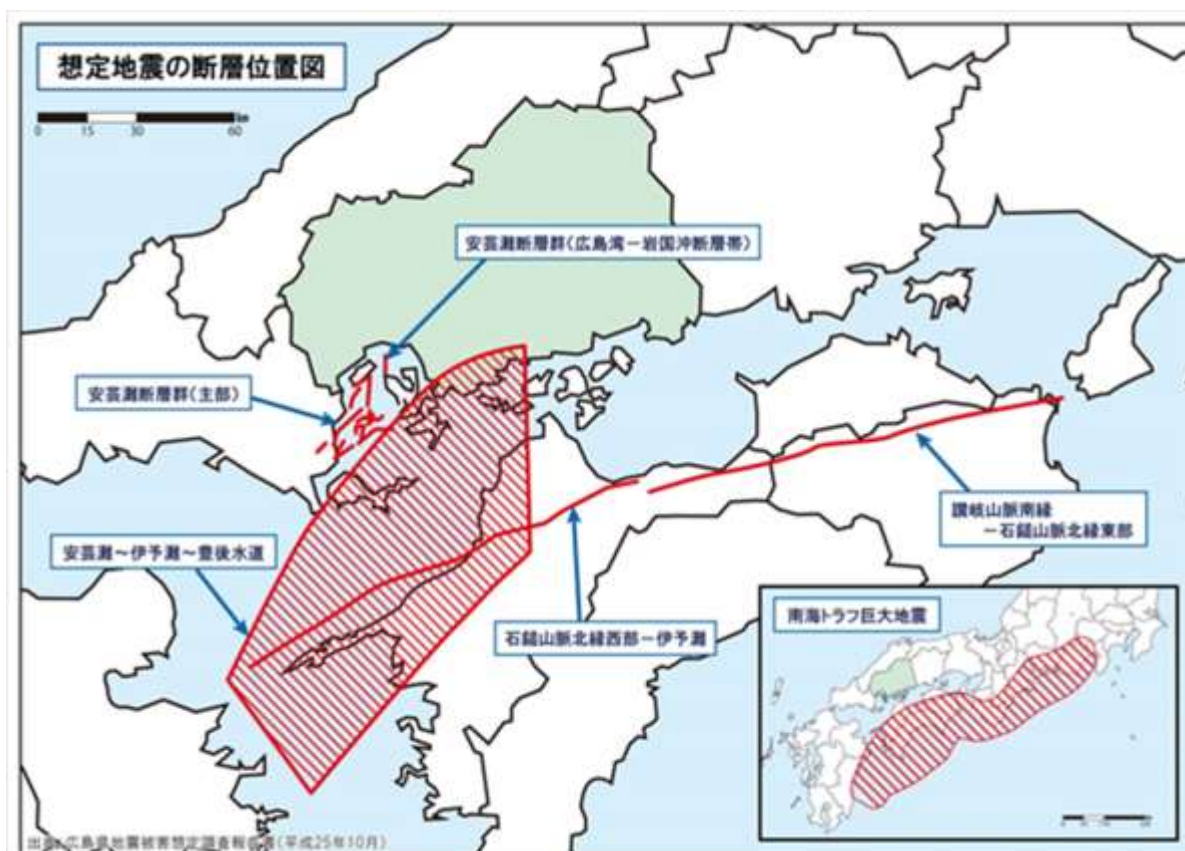 想定地震の断層位置図
km
0 15 30 60
安芸灘断層群(広島湾-岩国沖断層帯)
安芸灘断層群(主部)
安芸灘~伊予灘~豊後水道
讃岐山脈南縁
-石鎚山脈北縁東部
石鎚山脈北縁西部-伊予灘
南海トラフ巨大地震
出典:広島県地震被害想定調査報告書(平成25年10月)